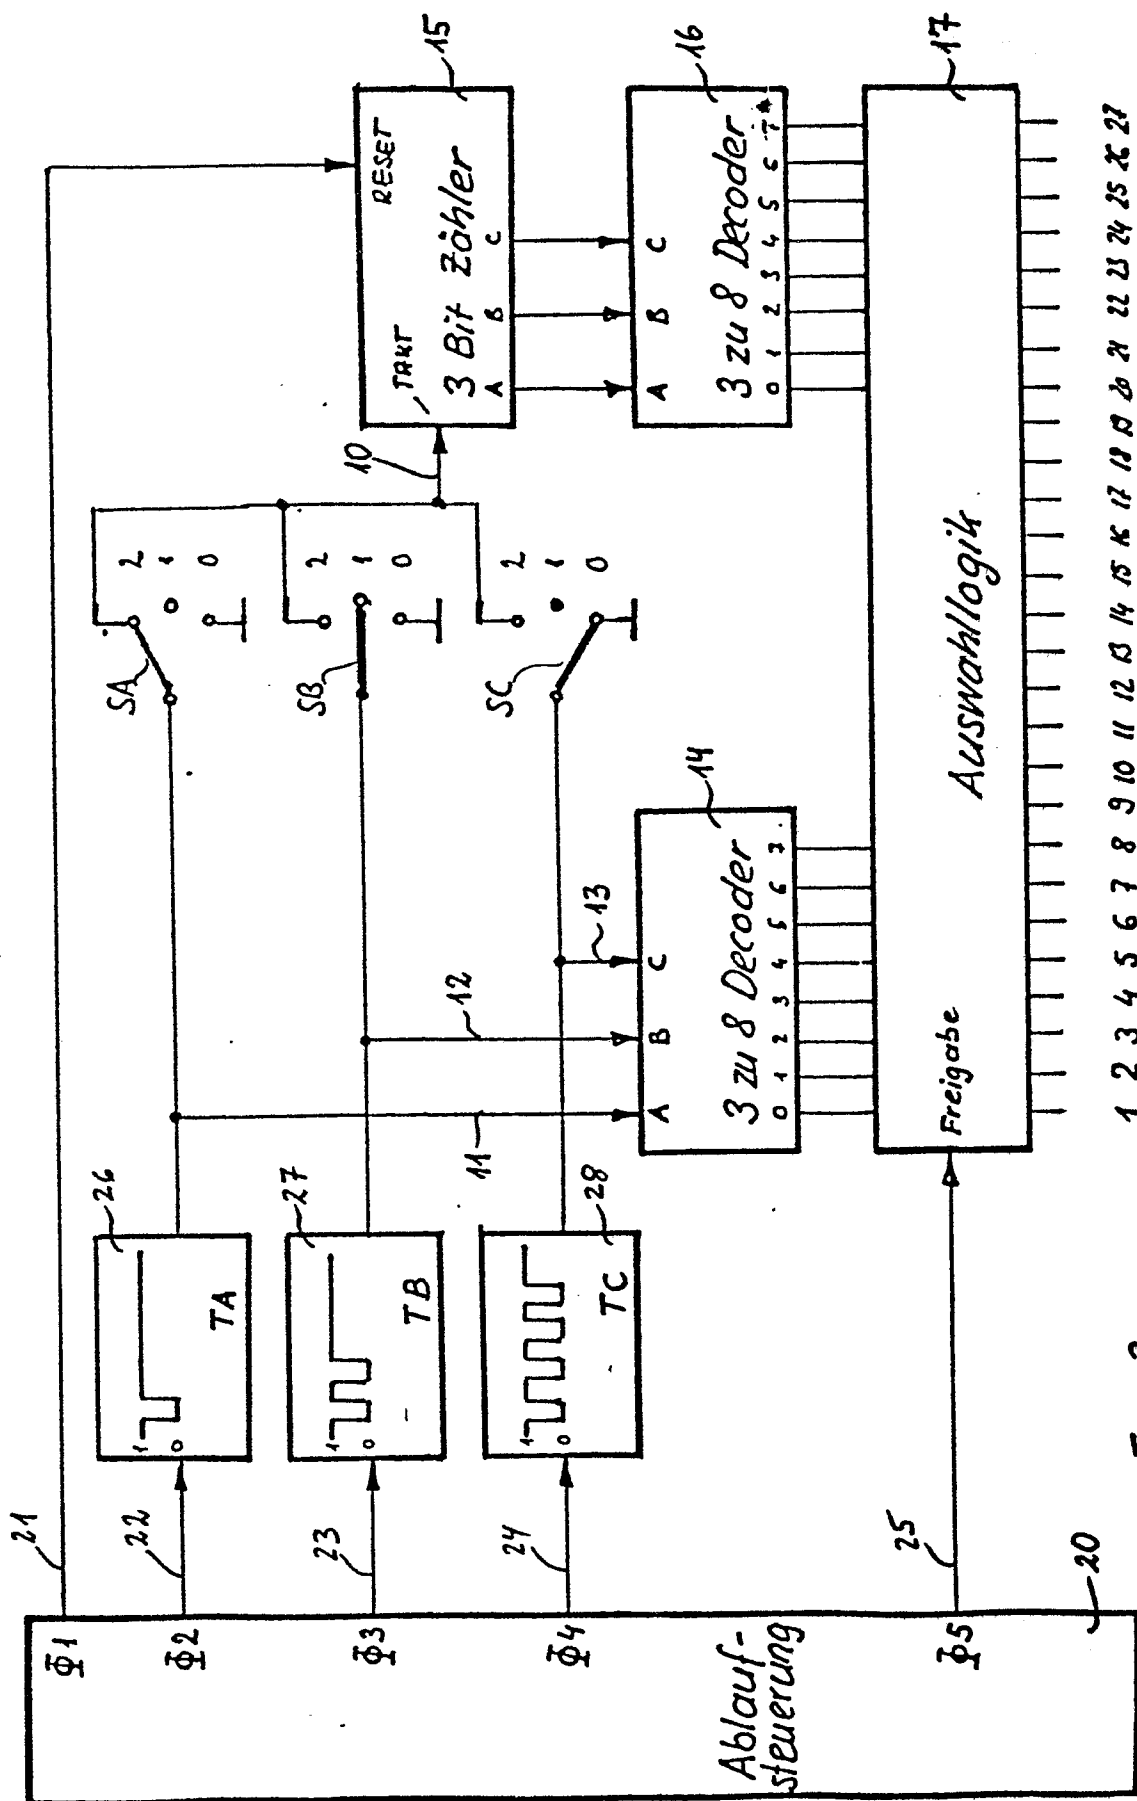 21
Φ1
22
Φ2
23
Φ3
24
Φ4
25
Φ5
Ablauf-
steuerung
20
26
1
0
TA
27
1
0
TB
28
1
0
TC
11
12
13
SA
2
1
0
SB
2
1
0
SC
2
1
0
10
15
RESET
TAKT
3 Bit Zähler
A B C
16
A B C
3 zu 8 Decoder
0 1 2 3 4 5 6 7
14
A B C
3 zu 8 Decoder
0 1 2 3 4 5 6 7
17
Freigabe
Auswahllogik
1 2 3 4 5 6 7 8 9 10 11 12 13 14 15 16 17 18 19 20 21 22 23 24 25 26 27